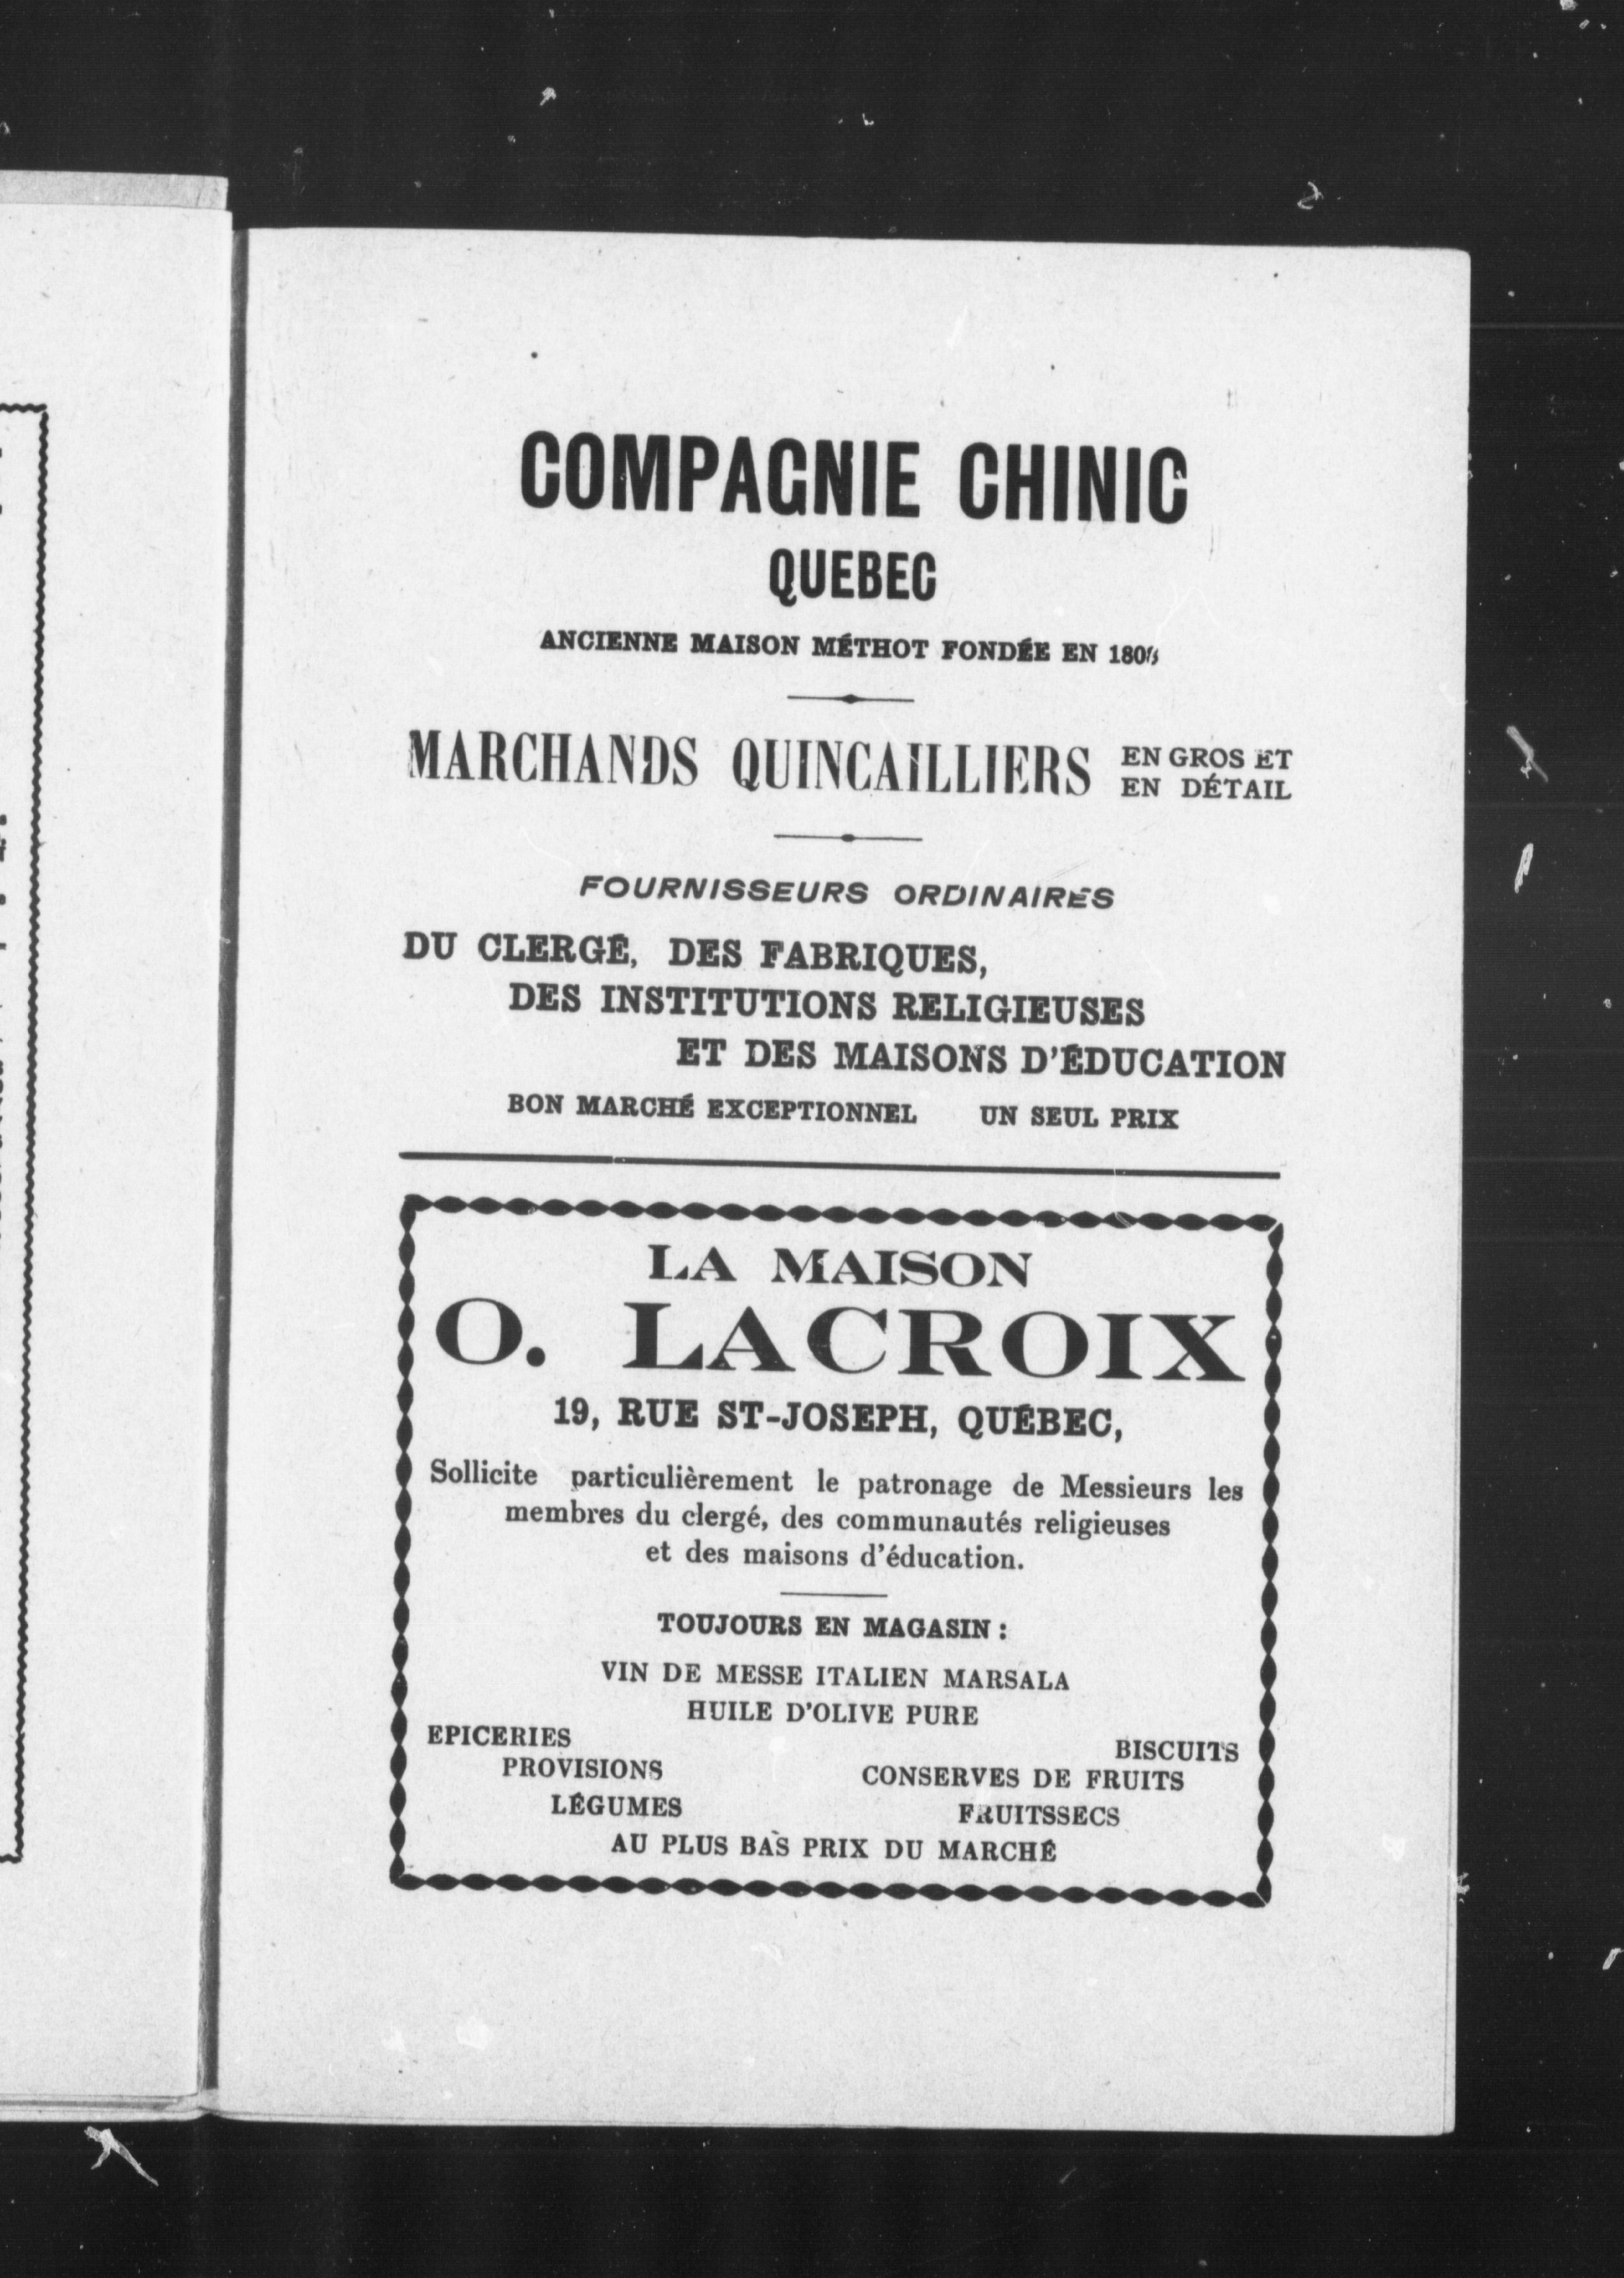 COMPAGNIE CHINIC
QUEBEC
ANCIENNE MAISON MÉTHOT FONDÉE EN
MARCHANDS QUINCAILLIERS EN GROS ET
EN DÉTAIL
FOURNISSEURS ORDINAIRES
DU CLERGÉ, DES FABRIQUES,
DES INSTITUTIONS RELIGIEUSES
ET DES MAISONS D'ÉDUCATION
BON MARCHÉ EXCEPTIONNEL UN SEUL PRIX
LA MAISON
O. LACROIX
19, RUE ST-JOSEPH, QUÉBEC,
Sollicite particulièrement le patronage de Messieurs les
membres du clergé, des communautés religieuses
et des maisons d'éducation.
TOUJOURS EN MAGASIN :
VIN DE MESSE ITALIEN MARSALA
HUILE D'OLIVE PURE
EPICERIES
PROVISIONS
LÉGUMES
BISCUITS
CONSERVES DE FRUITS
FRUITSSECS
AU PLUS BAS PRIX DU MARCHÉ